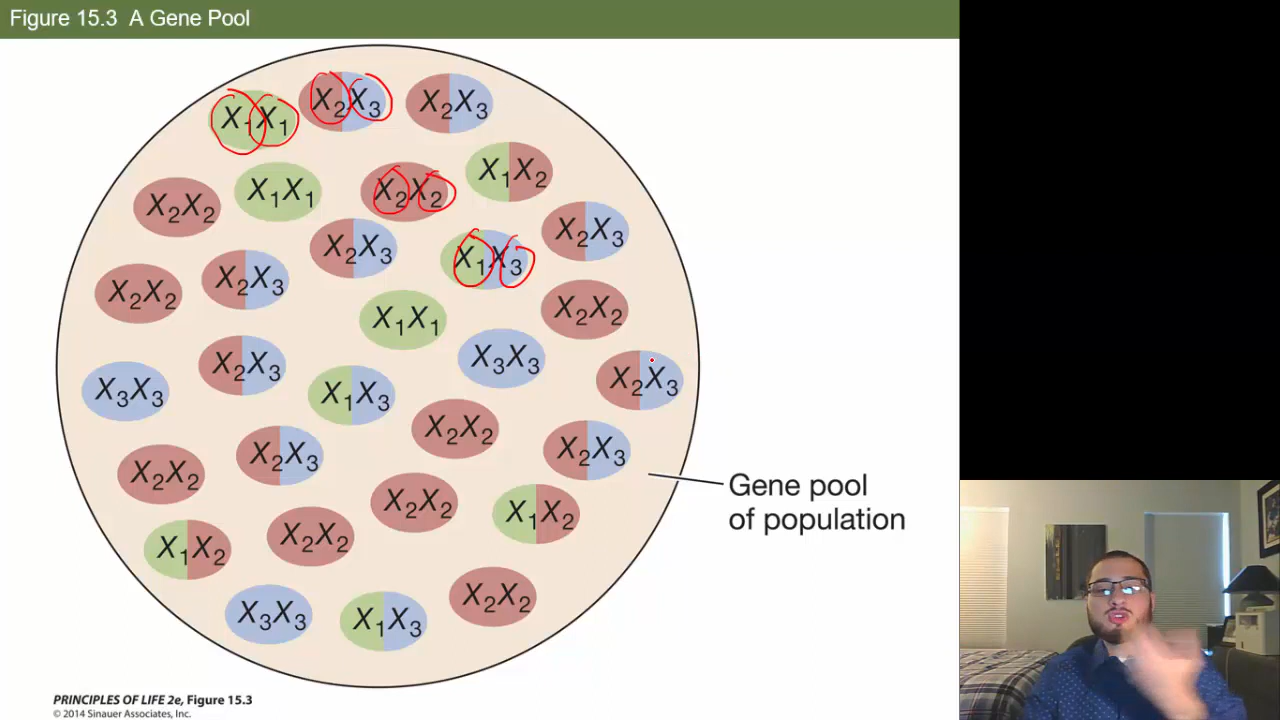 Figure 15.3 A Gene Pool
X1X1
X2X3
X2X3
X1X2
X2X2
X1X1
X2X2
X2X3
X2X3
X1X3
X2X2
X2X3
X2X2
X1X1
X3X3
X2X3
X3X3
X2X3
X1X3
X2X2
X2X3
X2X2
X2X3
X2X2
X1X2
X1X2
X2X2
X3X3
X1X3
X2X2
Gene pool
of population
PRINCIPLES OF LIFE 2e, Figure 15.3
© 2014 Sinauer Associates, Inc.